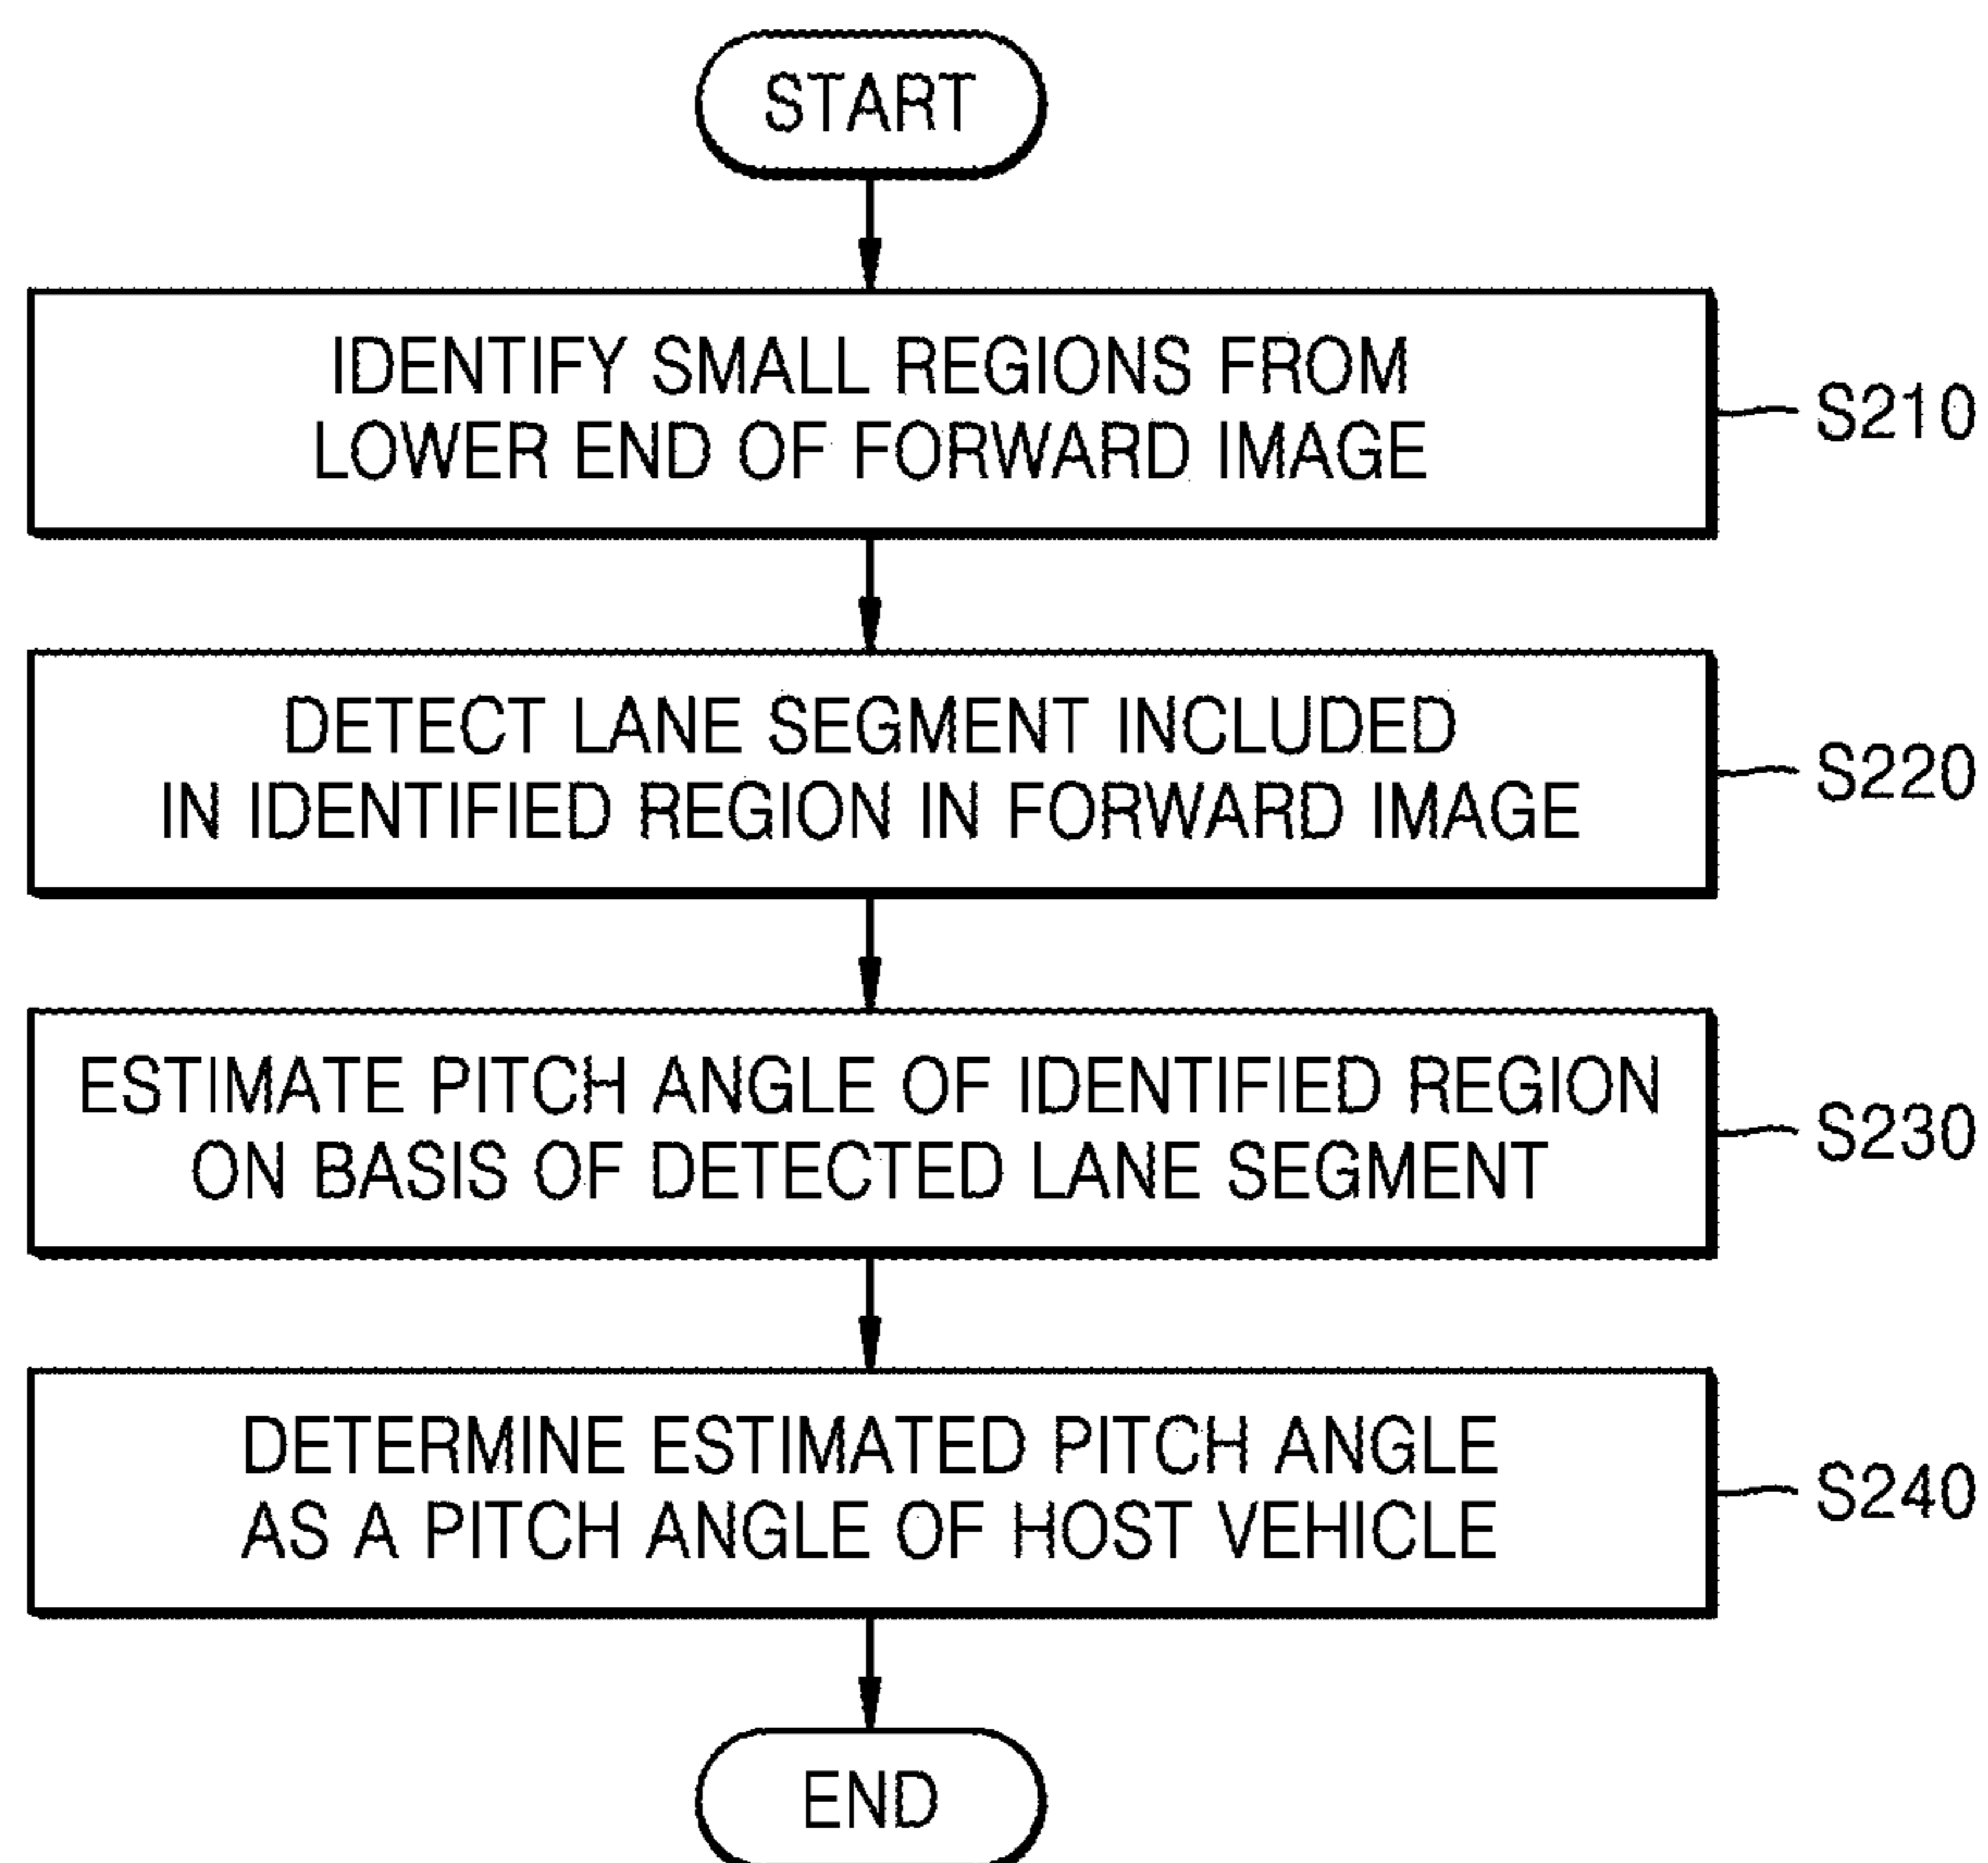 START
IDENTIFY SMALL REGIONS FROM
LOWER END OF FORWARD IMAGE
S210
DETECT LANE SEGMENT INCLUDED
IN IDENTIFIED REGION IN FORWARD IMAGE
S220
ESTIMATE PITCH ANGLE OF IDENTIFIED REGION
ON BASIS OF DETECTED LANE SEGMENT
S230
DETERMINE ESTIMATED PITCH ANGLE
AS A PITCH ANGLE OF HOST VEHICLE
S240
END